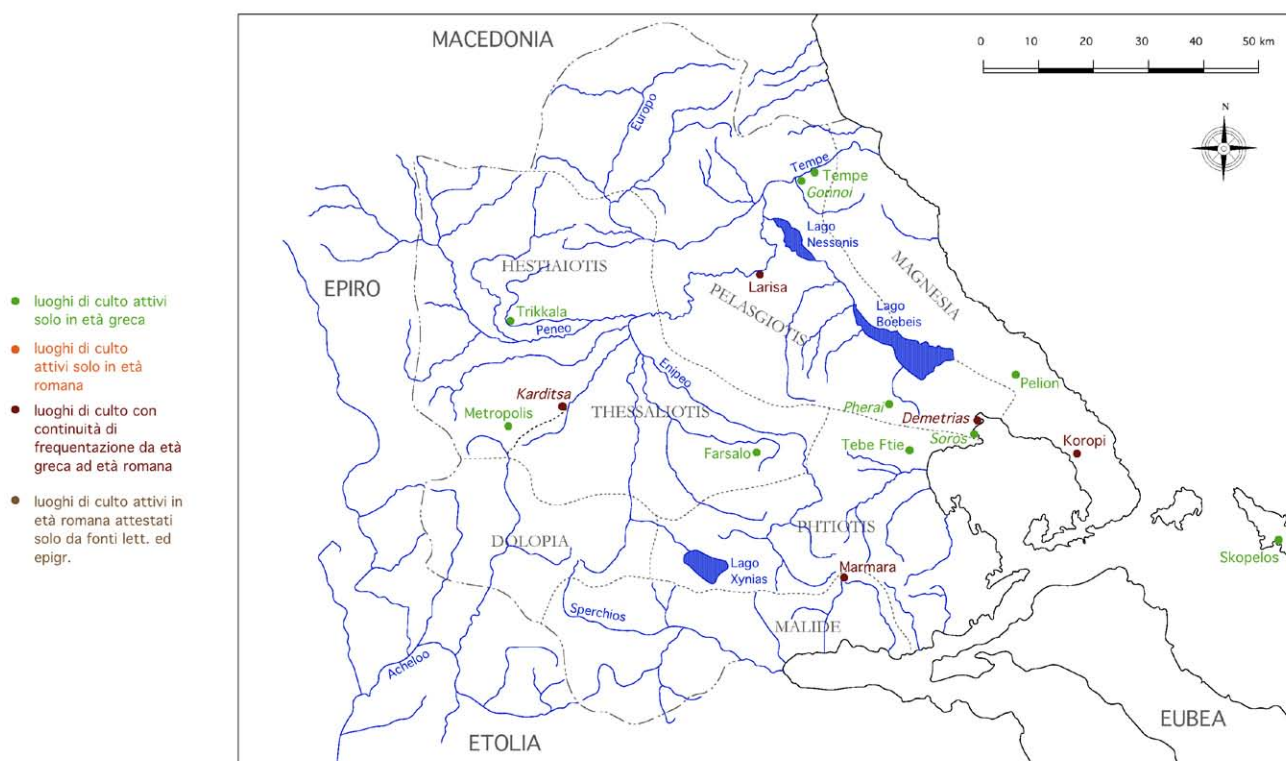 MACEDONIA
0 10 20 30 40 50 km
N
Europo
Tempe
Tempe
Gonnoi
Lago
Nessonis
HESTIAIOTIS
EPIRO
Larisa
MAGNESIA
PELASGIOTIS
Lago
Boebeis
Trikkala
Peneo
Enipeo
Pelion
Karditsa
Metropolis
THESSALIOTIS
Pherai
Demetrias
Soros
Koropi
Farsalo
Tebe Ftie
PHTIOTIS
DOLOPIA
Lago
Xynias
Marmara
Skopelos
Sperchios
MALIDE
Acheloo
EUBEA
ETOLIA
luoghi di culto attivi
solo in età greca
luoghi di culto
attivi solo in età
romana
luoghi di culto con
continuità di
frequentazione da età
greca ad età romana
luoghi di culto attivi in
età romana attestati
solo da fonti lett. ed
epigr.